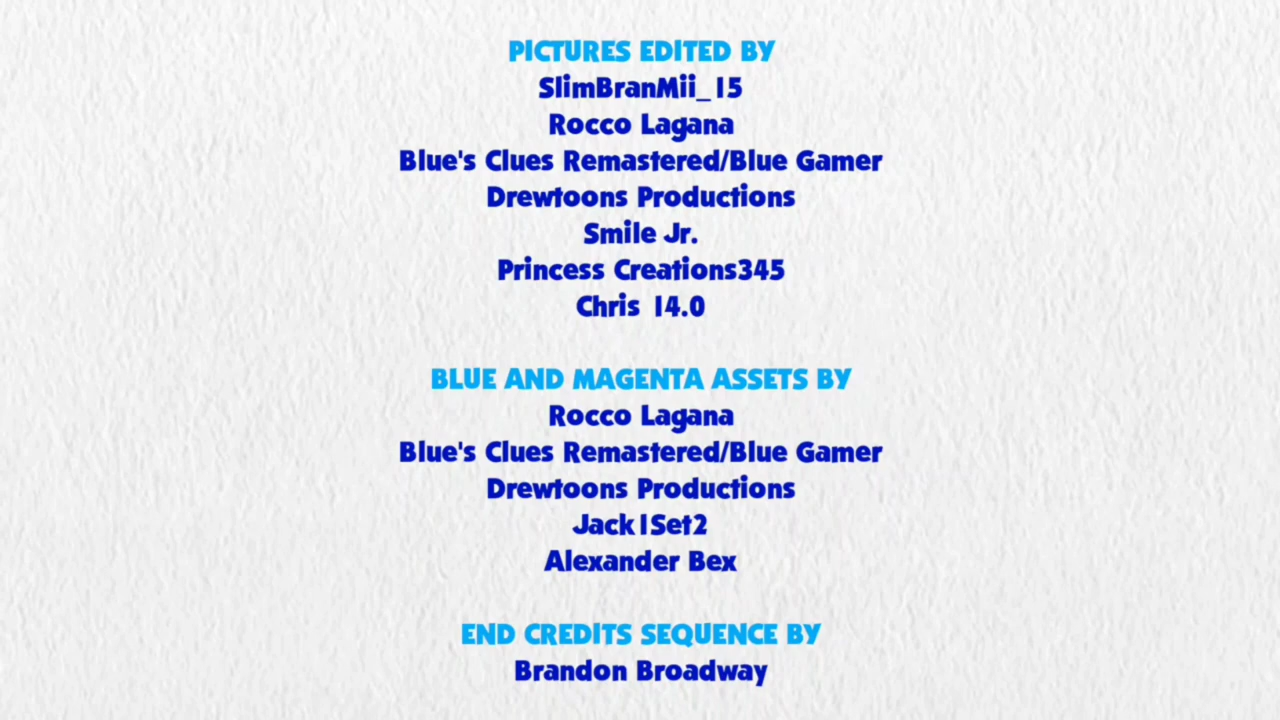 PICTURES EDITED BY
SlimBranMii_15
Rocco Lagana
Blue's Clues Remastered/Blue Gamer
Drewtoons Productions
Smile Jr.
Princess Creations345
Chris 14.0
BLUE AND MAGENTA ASSETS BY
Rocco Lagana
Blue's Clues Remastered/Blue Gamer
Drewtoons Productions
Jack1Set2
Alexander Bex
END CREDITS SEQUENCE BY
Brandon Broadway